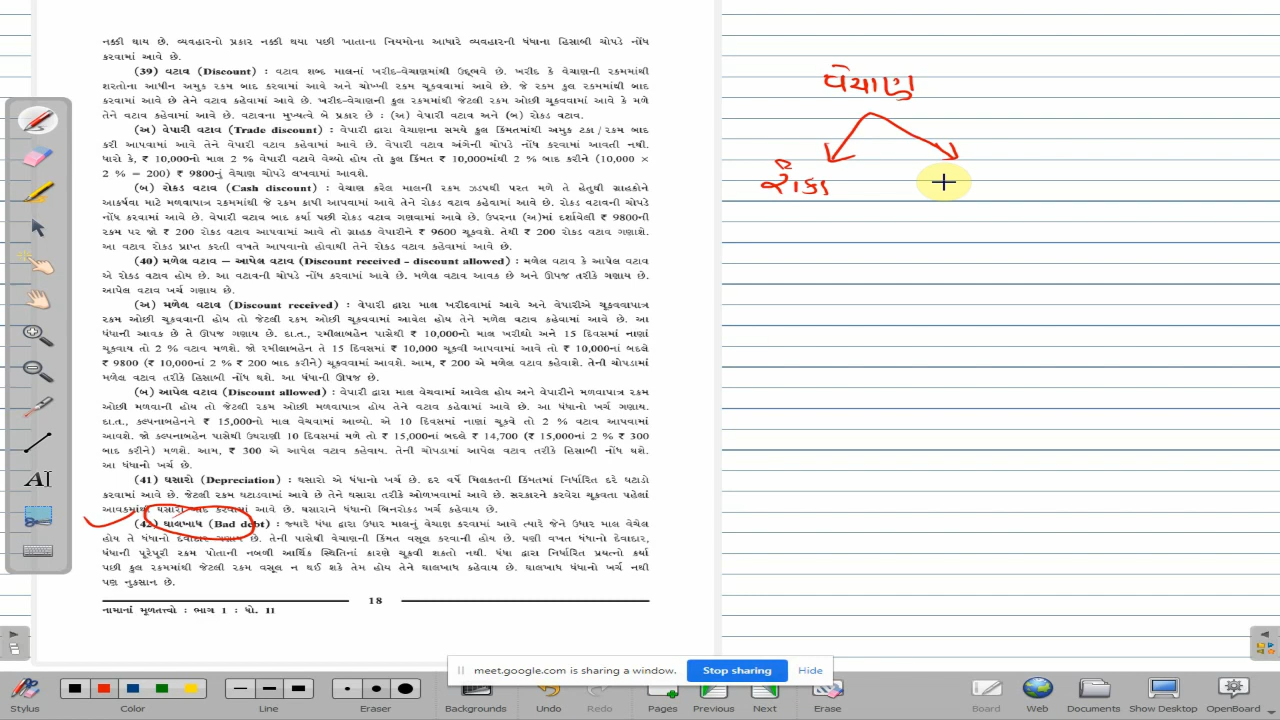 નક્કી થાય છે. વ્યવહારનો પ્રકાર નક્કી થયા પછી ખાતાના નિયમોના આધારે વ્યવહારની ધંધાના હિસાબી ચોપડે નોંધ
કરવામાં આવે છે.
(39) વટાવ (Discount) : વટાવ શબ્દ માલનાં ખરીદ-વેચાણમાંથી ઉદ્ભવે છે. ખરીદ કે વેચાણની રકમમાંથી
શરતોના આધીન અમુક રકમ બાદ કરવામાં આવે અને ચોખ્ખી રકમ ચૂકવવામાં આવે છે. જે રકમ કુલ રકમમાંથી બાદ
કરવામાં આવે છે તેને વટાવ કહેવામાં આવે છે. ખરીદ-વેચાણની કુલ રકમમાંથી જેટલી રકમ ઓછી ચૂકવવામાં આવે કે મળે
તેને વટાવ કહેવામાં આવે છે. વટાવના મુખ્યત્વે બે પ્રકાર છે : (અ) વેપારી વટાવ અને (બ) રોકડ વટાવ.
(અ) વેપારી વટાવ (Trade discount) : વેપારી દ્વારા વેચાણના સમયે કુલ કિંમતમાંથી અમુક ટકા/રકમ બાદ
કરી આપવામાં આવે તેને વેપારી વટાવ કહેવામાં આવે છે. વેપારી વટાવ અંગેની ચોપડે નોંધ કરવામાં આવતી નથી.
ધારો કે, ₹ 10,000નો માલ 2 % વેપારી વટાવે વેચ્યો હોય તો કુલ કિંમત ₹ 10,000માંથી 2 % બાદ કરીને (10,000 ×
2 % = 200) ₹ 9800નું વેચાણ ચોપડે લખવામાં આવશે.
(બ) રોકડ વટાવ (Cash discount) : વેચાણ કરેલ માલની રકમ ઝડપથી પરત મળે તે હેતુથી ગ્રાહકોને
આકર્ષવા માટે મળવાપાત્ર રકમમાંથી જે રકમ કાપી આપવામાં આવે તેને રોકડ વટાવ કહેવામાં આવે છે. રોકડ વટાવની ચોપડે
નોંધ કરવામાં આવે છે. વેપારી વટાવ બાદ કર્યા પછી રોકડ વટાવ ગણવામાં આવે છે. ઉપરના (અ)માં દર્શાવેલી ₹ 9800ની
રકમ પર જો ₹ 200 રોકડ વટાવ આપવામાં આવે તો ગ્રાહક વેપારીને ₹ 9600 ચૂકવશે. તેથી ₹ 200 રોકડ વટાવ ગણાશે.
આ વટાવ રોકડ પ્રાપ્ત કરતી વખતે આપવાનો હોવાથી તેને રોકડ વટાવ કહેવામાં આવે છે.
(40) મળેલ વટાવ – આપેલ વટાવ (Discount received - discount allowed) : મળેલ વટાવ કે આપેલ વટાવ
એ રોકડ વટાવ હોય છે. આ વટાવની ચોપડે નોંધ કરવામાં આવે છે. મળેલ વટાવ આવક છે અને ઊપજ તરીકે ગણાય છે.
આપેલ વટાવ ખર્ચ ગણાય છે.
(અ) મળેલ વટાવ (Discount received) : વેપારી દ્વારા માલ ખરીદવામાં આવે અને વેપારીએ ચૂકવવાપાત્ર
રકમ ઓછી ચૂકવવાની હોય તો જેટલી રકમ ઓછી ચૂકવવામાં આવેલ હોય તેને મળેલ વટાવ કહેવામાં આવે છે. આ
ધંધાની આવક છે તે ઊપજ ગણાય છે. દા.ત., રમીલાબહેન પાસેથી ₹ 10,000નો માલ ખરીદ્યો અને 15 દિવસમાં નાણાં
ચૂકવાય તો 2 % વટાવ મળશે. જો રમીલાબહેન તે 15 દિવસમાં ₹ 10,000 ચૂકવી આપવામાં આવે તો ₹ 10,000નાં બદલે
₹ 9800 (₹ 10,000નાં 2 % ₹ 200 બાદ કરીને) ચૂકવવામાં આવશે. આમ, ₹ 200 એ મળેલ વટાવ કહેવાશે. તેની ચોપડામાં
મળેલ વટાવ તરીકે હિસાબી નોંધ થશે. આ ધંધાની ઊપજ છે.
(બ) આપેલ વટાવ (Discount allowed) : વેપારી દ્વારા માલ વેચવામાં આવેલ હોય અને વેપારીને મળવાપાત્ર રકમ
ઓછી મળવાની હોય તો જેટલી રકમ ઓછી મળવાપાત્ર હોય તેને વટાવ કહેવામાં આવે છે. આ ધંધાનો ખર્ચ ગણાય.
દા.ત., કલ્પનાબહેનને ₹ 15,000નો માલ વેચવામાં આવ્યો. એ 10 દિવસમાં નાણાં ચૂકવે તો 2 % વટાવ આપવામાં
આવશે. જો કલ્પનાબહેન પાસેથી ઉઘરાણી 10 દિવસમાં મળે તો ₹ 15,000નાં બદલે ₹ 14,700 (₹ 15,000નાં 2 % ₹ 300
બાદ કરીને) મળશે. આમ, ₹ 300 એ આપેલ વટાવ કહેવાય. તેની ચોપડામાં આપેલ વટાવ તરીકે હિસાબી નોંધ થશે.
આ ધંધાનો ખર્ચ છે.
(41) ઘસારો (Depreciation) : ઘસારો એ ધંધાનો ખર્ચ છે. દર વર્ષે મિલકતની કિંમતમાં નિર્ધારિત દરે ઘટાડો
કરવામાં આવે છે. જેટલી રકમ ઘટાડવામાં આવે છે તેને ઘસારા તરીકે ઓળખવામાં આવે છે. સરકારને કરવેરા ચૂકવતા પહેલાં
આવકમાંથી ઘસારો બાદ કરવામાં આવે છે. ઘસારાને ધંધાનો બિનરોકડ ખર્ચ કહેવાય છે.
(42) ઘાલખાધ (Bad debt) : જ્યારે ધંધા દ્વારા ઉધાર માલનું વેચાણ કરવામાં આવે ત્યારે જેને ઉધાર માલ વેચેલ
હોય તે ધંધાનો દેવાદાર ગણાય છે. તેની પાસેથી વેચાણની કિંમત વસૂલ કરવાની હોય છે. ઘણી વખત ધંધાનો દેવાદાર,
ધંધાની પૂરેપૂરી રકમ પોતાની નબળી આર્થિક સ્થિતિનાં કારણે ચૂકવી શકતો નથી. ધંધા દ્વારા નિર્ધારિત પ્રયત્નો કર્યા
પછી કુલ રકમમાંથી જેટલી રકમ વસૂલ ન થઈ શકે તેમ હોય તેને ઘાલખાધ કહેવાય છે. ઘાલખાધ ધંધાનો ખર્ચ નથી
પણ નુકસાન છે.
18
નામાનાં મૂળતત્ત્વો : ભાગ 1 : ધો. 11
વેચાણ
રોકડા
meet.google.com is sharing a window.
Stop sharing
Hide
Stylus
Color
Line
Eraser
Backgrounds
Undo
Redo
Pages
Previous
Next
Erase
Board
Web
Documents
Show Desktop
OpenBoard